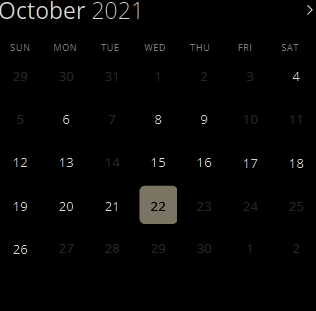 October 2021
SUN MON TUE WED THU FRI SAT
29 30 31 1 2 3 4
5 6 7 8 9 10 11
12 13 14 15 16 17 18
19 20 21 22 23 24 25
26 27 28 29 30 1 2